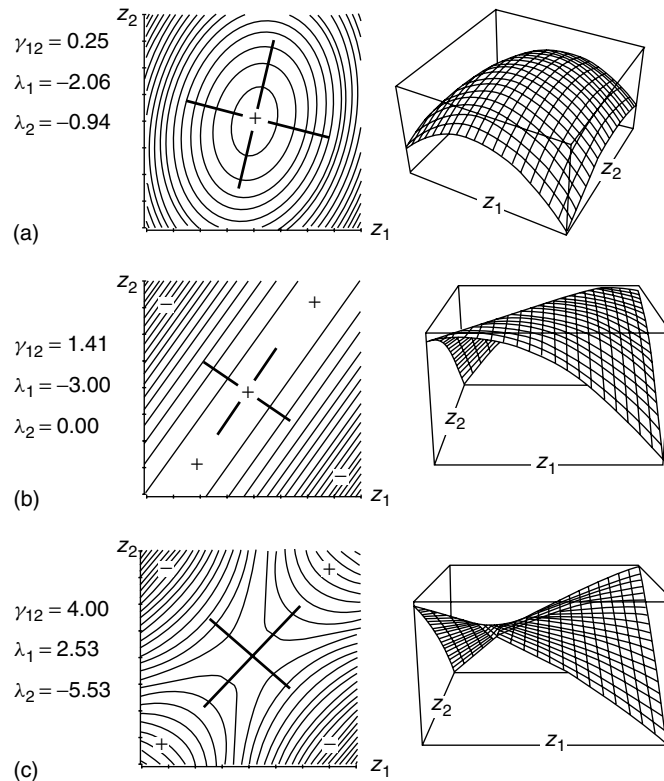 z₂
γ₁₂ = 0.25
λ₁ = −2.06
λ₂ = −0.94
+
z₁
z₁
z₂
(a)
z₂
−
+
γ₁₂ = 1.41
λ₁ = −3.00
λ₂ = 0.00
+
+
−
z₁
z₂
z₁
(b)
z₂
−
+
γ₁₂ = 4.00
λ₁ = 2.53
λ₂ = −5.53
+
−
z₁
z₂
z₁
(c)